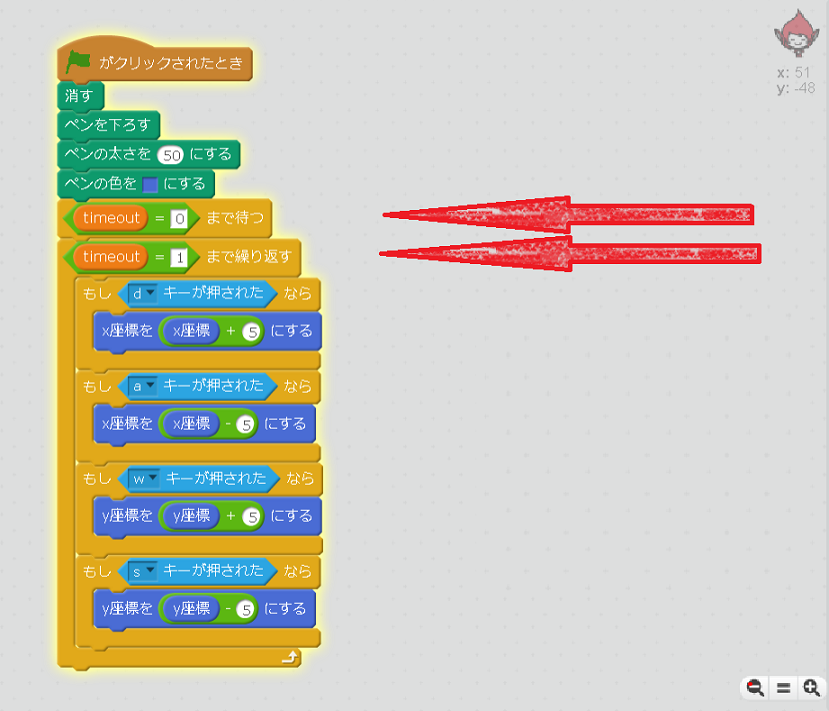 がクリックされたとき
消す
ペンを下ろす
ペンの太さを 50 にする
ペンの色を にする
timeout = 0 まで待つ
timeout = 1 まで繰り返す
もし d キーが押された なら
x座標を x座標 + 5 にする
もし a キーが押された なら
x座標を x座標 - 5 にする
もし w キーが押された なら
y座標を y座標 + 5 にする
もし s キーが押された なら
y座標を y座標 - 5 にする
x: 51
y: -48